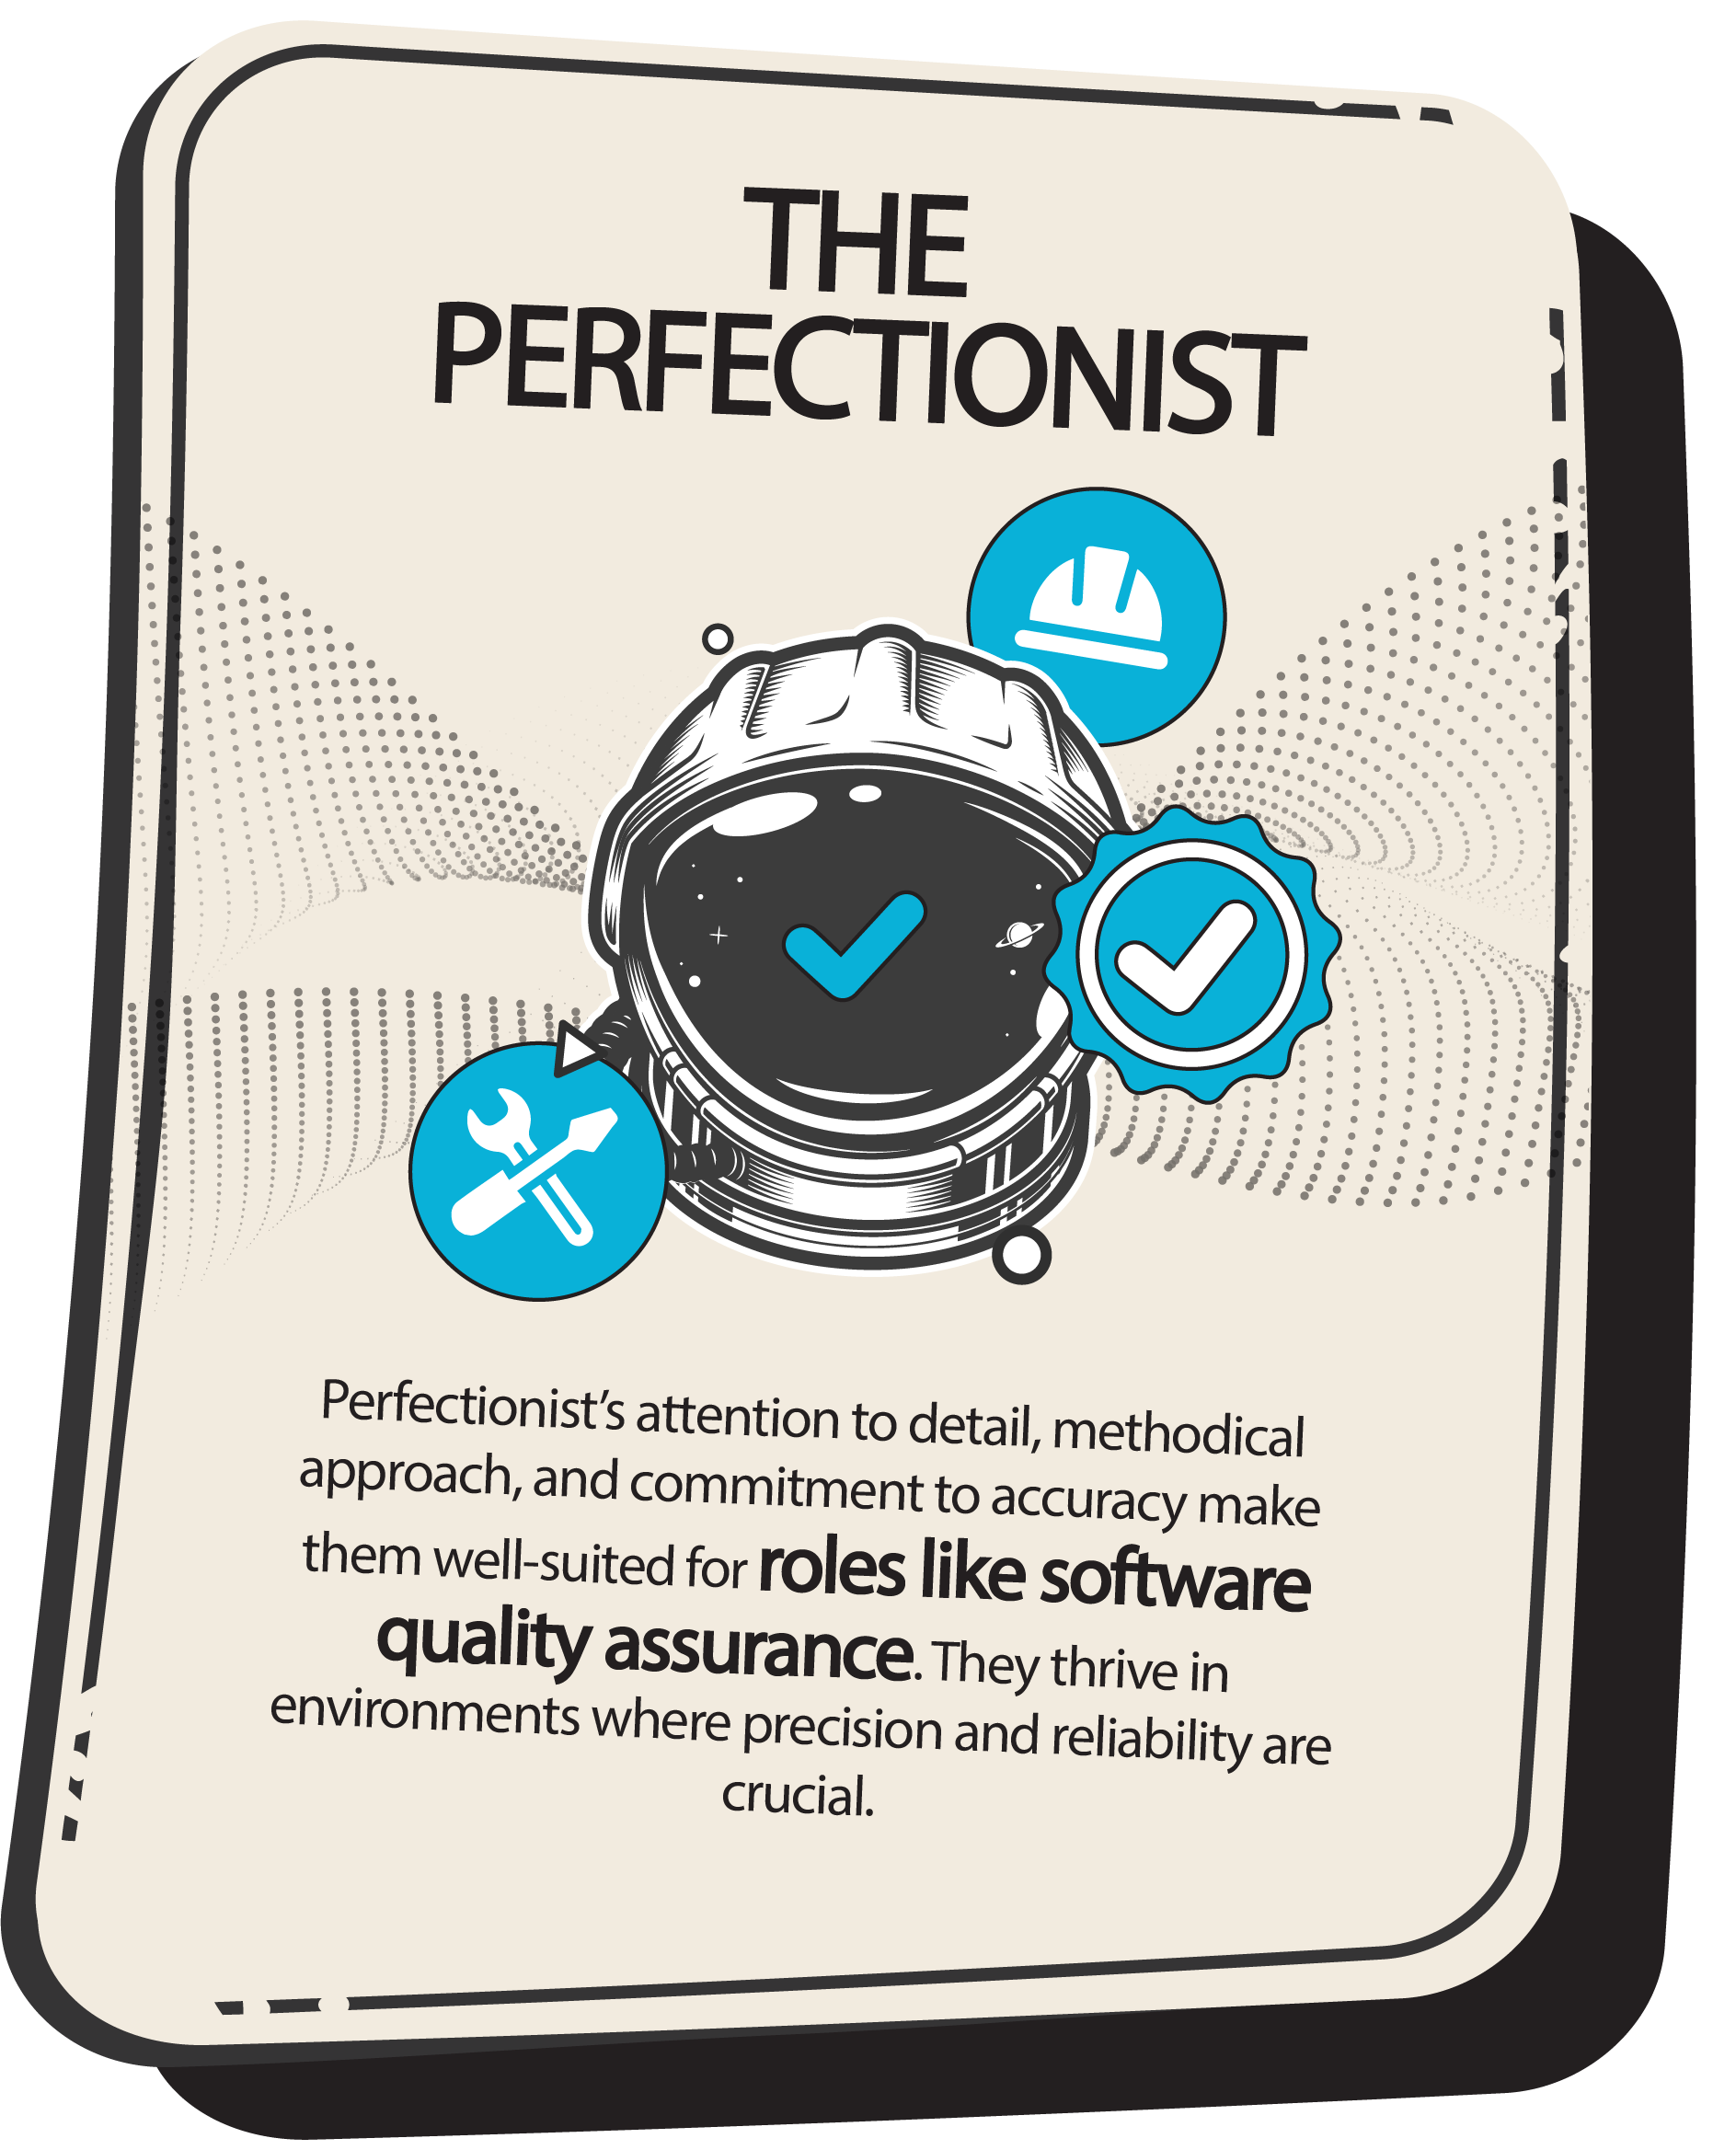 THE
PERFECTIONIST
Perfectionist’s attention to detail, methodical
approach, and commitment to accuracy make
them well-suited for roles like software
quality assurance. They thrive in
environments where precision and reliability are
crucial.